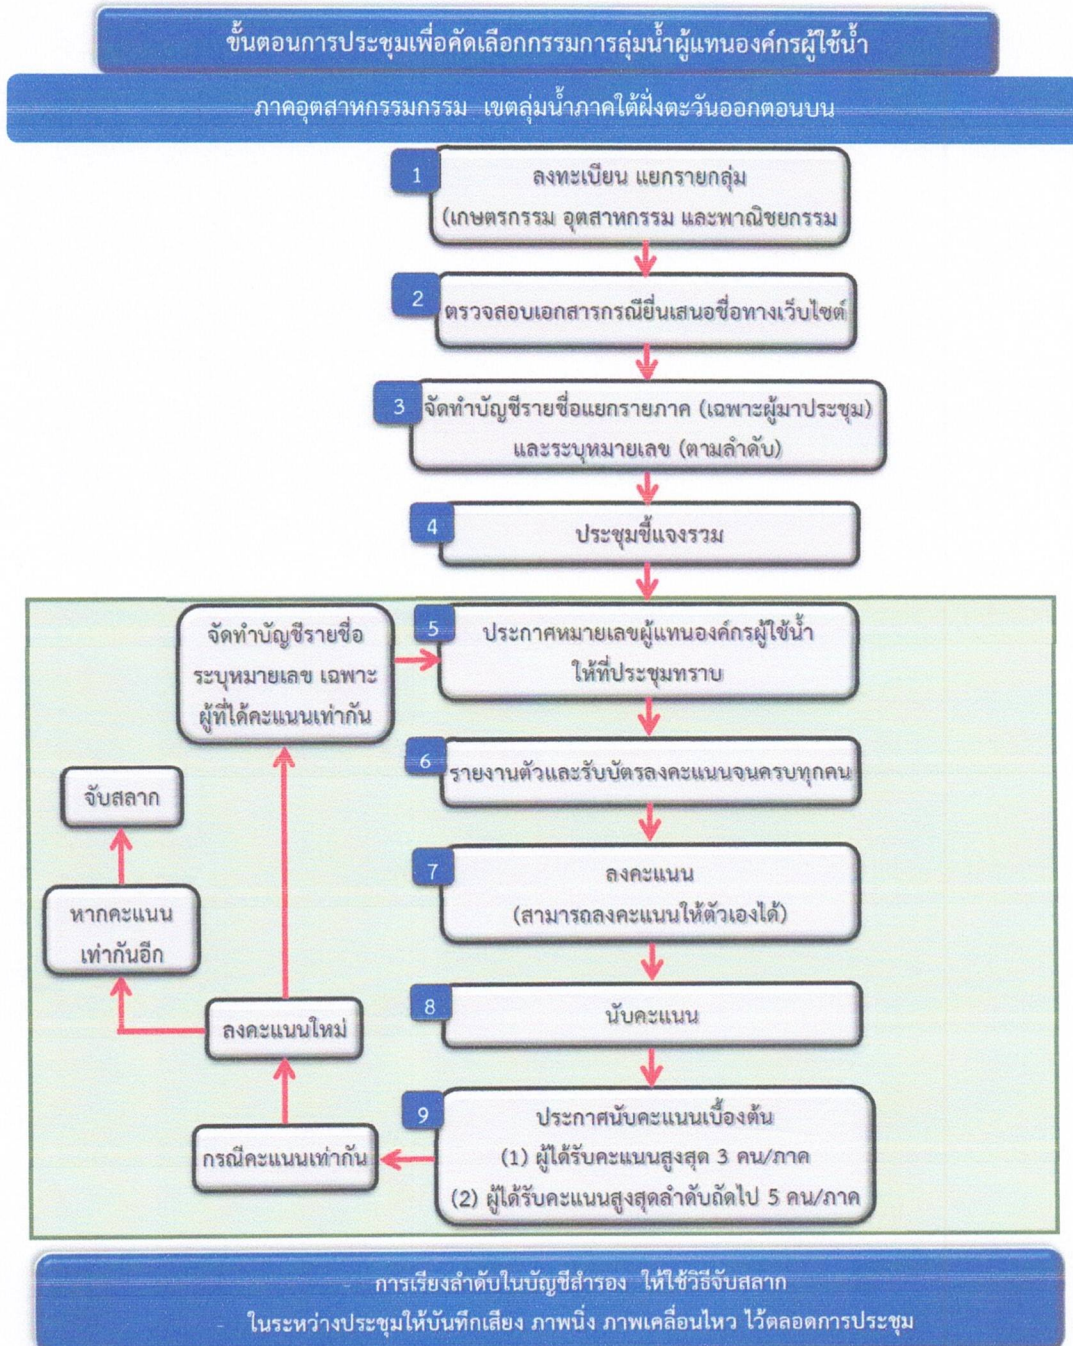 ขั้นตอนการประชุมเพื่อคัดเลือกกรรมการลุ่มน้ำผู้แทนองค์กรผู้ใช้น้ำ
ภาคอุตสาหกรรมกรรม เขตลุ่มน้ำภาคใต้ฝั่งตะวันออกตอนบน
1
ลงทะเบียน แยกรายกลุ่ม
(เกษตรกรรม อุตสาหกรรม และพาณิชยกรรม
2
ตรวจสอบเอกสารกรณียื่นเสนอชื่อทางเว็บไซต์
3
จัดทำบัญชีรายชื่อแยกรายภาค (เฉพาะผู้มาประชุม)
และระบุหมายเลข (ตามลำดับ)
4
ประชุมชี้แจงรวม
5
ประกาศหมายเลขผู้แทนองค์กรผู้ใช้น้ำ
ให้ที่ประชุมทราบ
จัดทำบัญชีรายชื่อ
ระบุหมายเลข เฉพาะ
ผู้ที่ได้คะแนนเท่ากัน
6
รายงานตัวและรับบัตรลงคะแนนจนครบทุกคน
จับสลาก
7
ลงคะแนน
(สามารถลงคะแนนให้ตัวเองได้)
หากคะแนน
เท่ากันอีก
8
นับคะแนน
ลงคะแนนใหม่
9
ประกาศนับคะแนนเบื้องต้น
(1) ผู้ได้รับคะแนนสูงสุด 3 คน/ภาค
(2) ผู้ได้รับคะแนนสูงสุดลำดับถัดไป 5 คน/ภาค
กรณีคะแนนเท่ากัน
- การเรียงลำดับในบัญชีสำรอง ให้ใช้วิธีจับสลาก
- ในระหว่างประชุมให้บันทึกเสียง ภาพนิ่ง ภาพเคลื่อนไหว ไว้ตลอดการประชุม